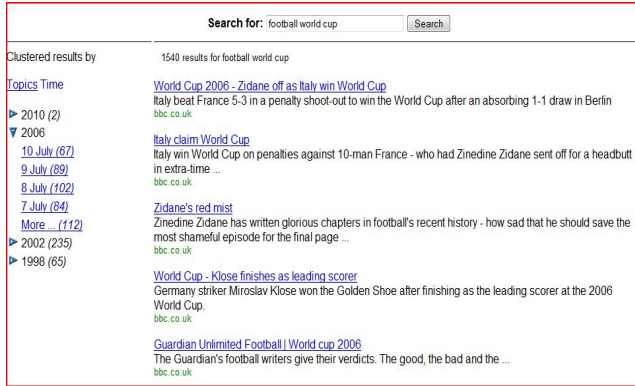 Search for: football world cup Search
Clustered results by
Topics Time
2010 (2)
2006
10 July (67)
9 July (89)
8 July (102)
7 July (84)
More ... (112)
2002 (235)
1998 (65)
1540 results for football world cup
World Cup 2006 - Zidane off as Italy win World Cup
Italy beat France 5-3 in a penalty shoot-out to win the World Cup after an absorbing 1-1 draw in Berlin
bbc.co.uk
Italy claim World Cup
Italy win World Cup on penalties against 10-man France - who had Zinedine Zidane sent off for a headbutt
in extra-time ...
bbc.co.uk
Zidane's red mist
Zinedine Zidane has written glorious chapters in football's recent history - how sad that he should save the
most shameful episode for the final page ...
bbc.co.uk
World Cup - Klose finishes as leading scorer
Germany striker Miroslav Klose won the Golden Shoe after finishing as the leading scorer at the 2006
World Cup.
bbc.co.uk
Guardian Unlimited Football | World cup 2006
The Guardian's football writers give their verdicts. The good, the bad and the ...
bbc.co.uk